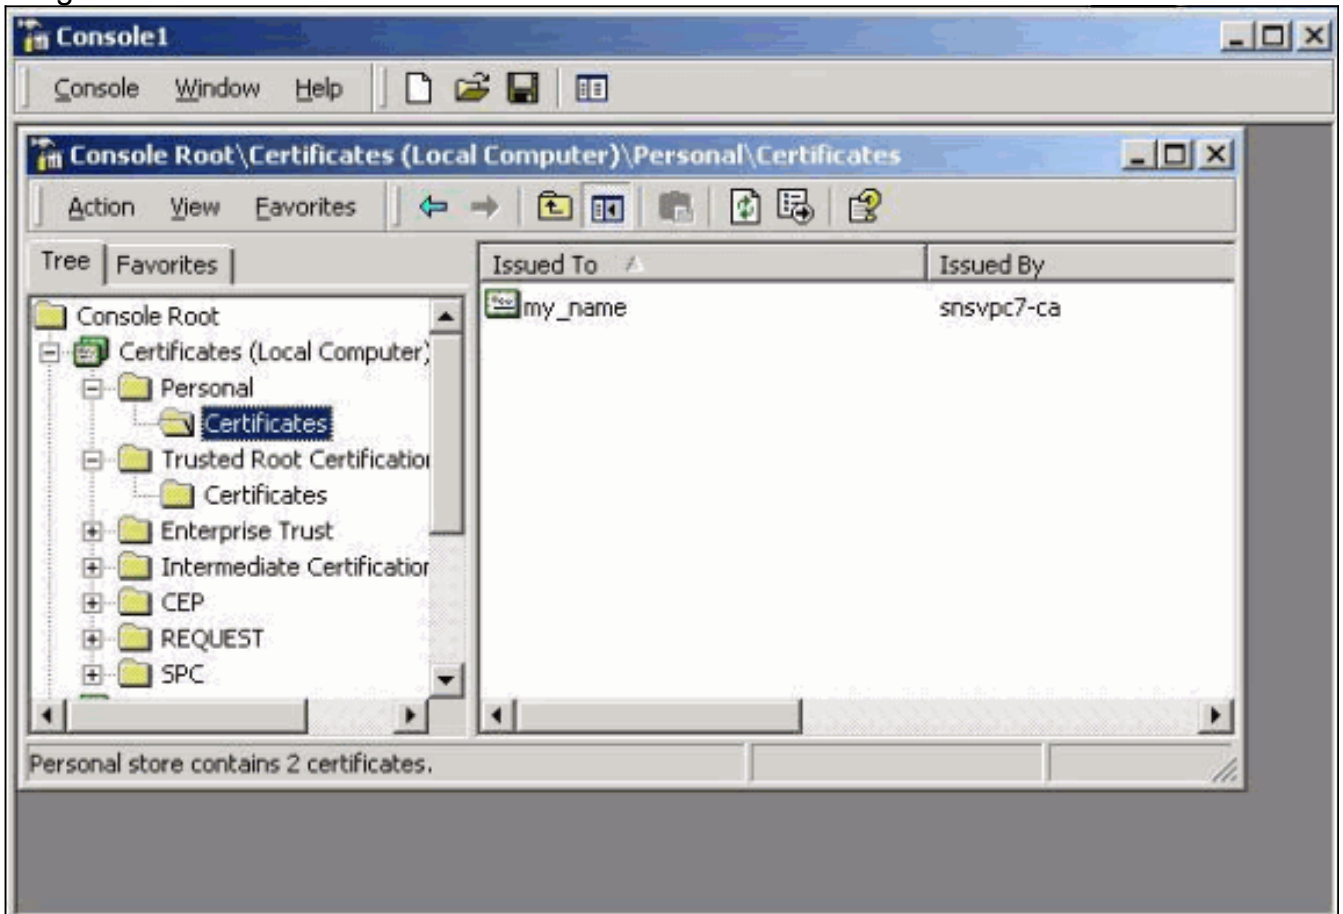 Console1
Console Window Help
Console Root\Certificates (Local Computer)\Personal\Certificates
Action View Favorites
Tree Favorites
Issued To Issued By
my_name snsvpc7-ca
Console Root
Certificates (Local Computer)
Personal
Certificates
Trusted Root Certification
Certificates
Enterprise Trust
Intermediate Certification
CEP
REQUEST
SPC
Personal store contains 2 certificates.